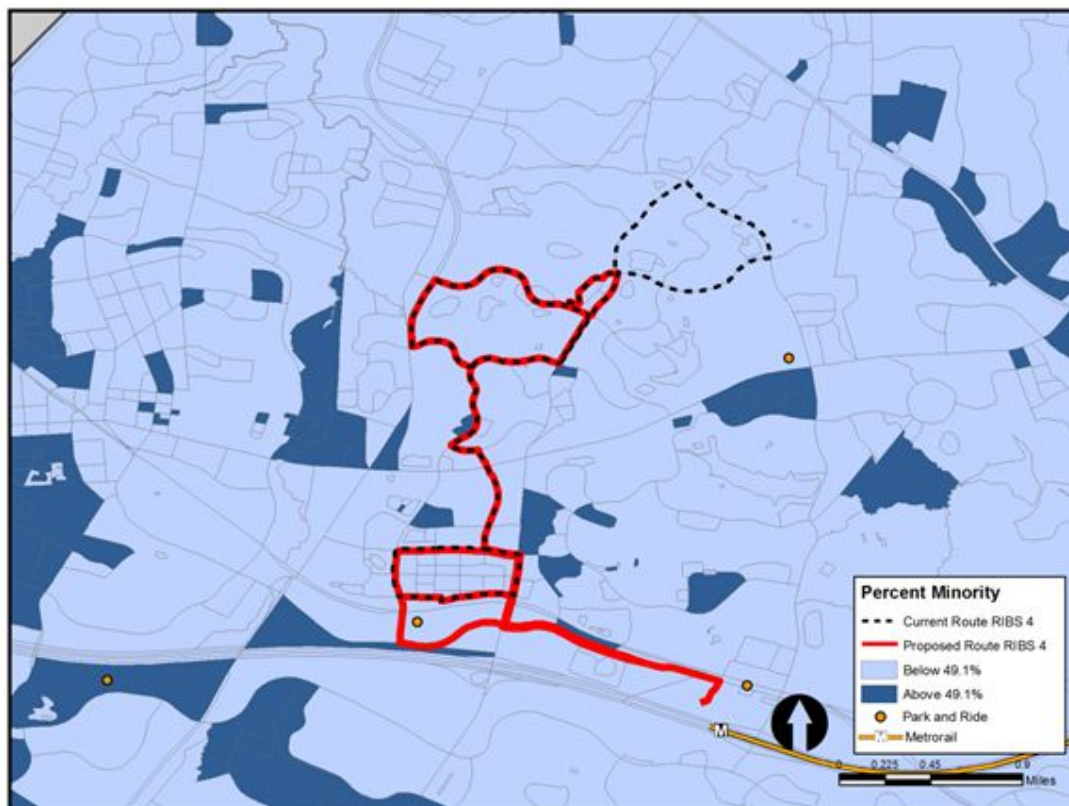 Percent Minority
Current Route RIBS 4
Proposed Route RIBS 4
Below 49.1%
Above 49.1%
Park and Ride
M Metrorail
M
0 0.225 0.45 0.9
Miles